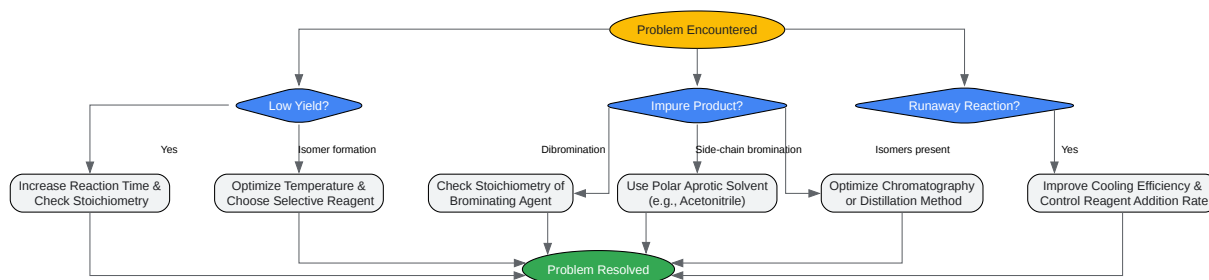 Problem Encountered
Low Yield?
Impure Product?
Runaway Reaction?
Yes
Isomer formation
Dibromination
Side-chain bromination
Isomers present
Yes
Increase Reaction Time &
Check Stoichiometry
Optimize Temperature &
Choose Selective Reagent
Check Stoichiometry of
Brominating Agent
Use Polar Aprotic Solvent
(e.g., Acetonitrile)
Optimize Chromatography
or Distillation Method
Improve Cooling Efficiency &
Control Reagent Addition Rate
Problem Resolved